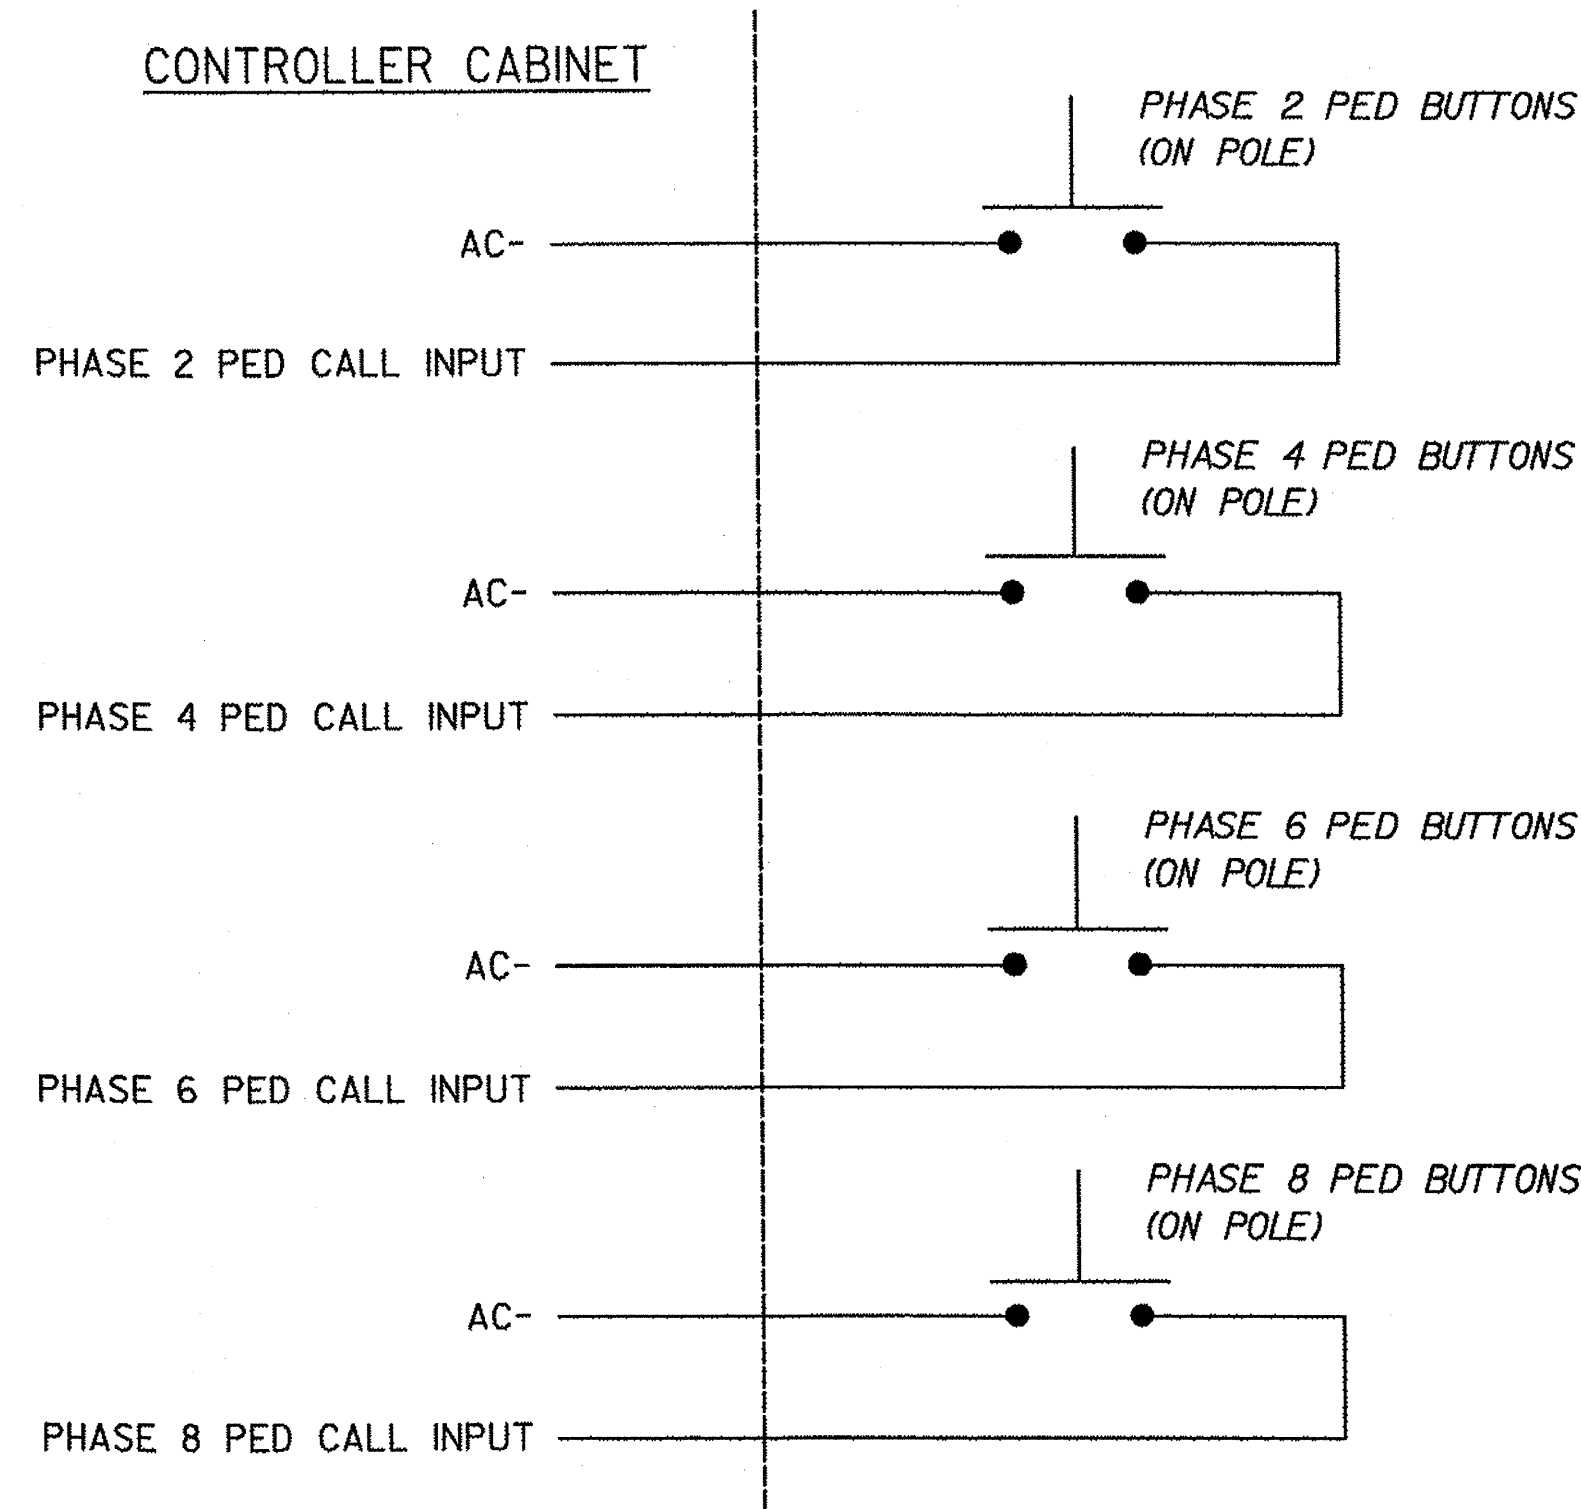 CONTROLLER CABINET
PHASE 2 PED BUTTONS
(ON POLE)
AC-
PHASE 2 PED CALL INPUT
PHASE 4 PED BUTTONS
(ON POLE)
AC-
PHASE 4 PED CALL INPUT
PHASE 6 PED BUTTONS
(ON POLE)
AC-
PHASE 6 PED CALL INPUT
PHASE 8 PED BUTTONS
(ON POLE)
AC-
PHASE 8 PED CALL INPUT